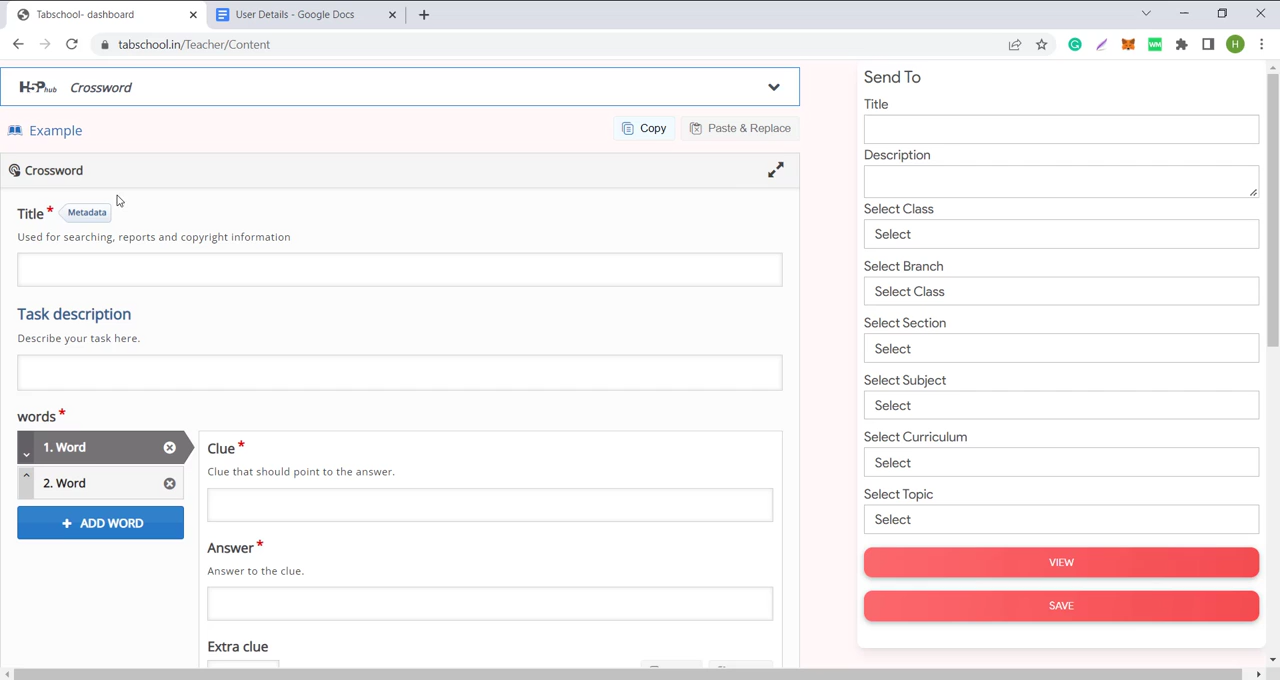 Tabschool- dashboard
User Details - Google Docs
tabschool.in/Teacher/Content
WM
H
H5P hub Crossword
Example
Copy
Paste & Replace
Crossword
Title*
Metadata
Used for searching, reports and copyright information
Task description
Describe your task here.
words*
1. Word
2. Word
+ ADD WORD
Clue*
Clue that should point to the answer.
Answer*
Answer to the clue.
Extra clue
Send To
Title
Description
Select Class
Select
Select Branch
Select Class
Select Section
Select
Select Subject
Select
Select Curriculum
Select
Select Topic
Select
VIEW
SAVE